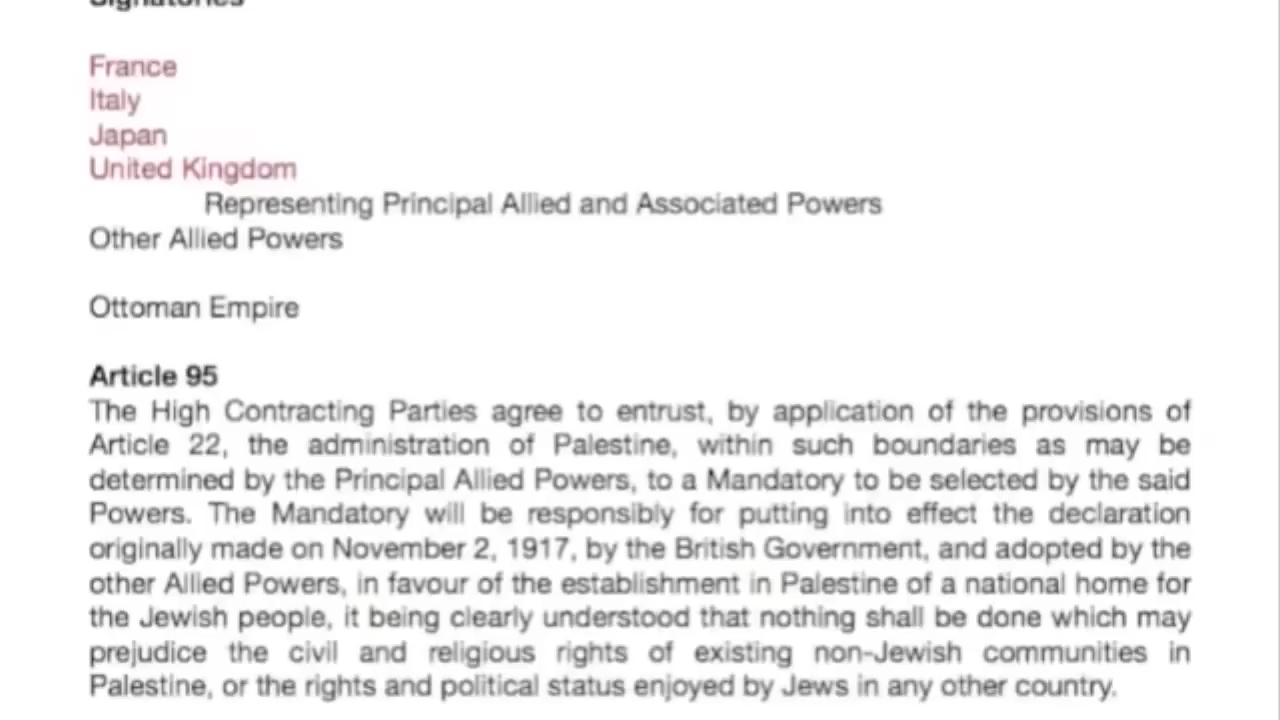 Signatories
France
Italy
Japan
United Kingdom
Representing Principal Allied and Associated Powers
Other Allied Powers
Ottoman Empire
Article 95
The High Contracting Parties agree to entrust, by application of the provisions of
Article 22, the administration of Palestine, within such boundaries as may be
determined by the Principal Allied Powers, to a Mandatory to be selected by the said
Powers. The Mandatory will be responsibly for putting into effect the declaration
originally made on November 2, 1917, by the British Government, and adopted by the
other Allied Powers, in favour of the establishment in Palestine of a national home for
the Jewish people, it being clearly understood that nothing shall be done which may
prejudice the civil and religious rights of existing non-Jewish communities in
Palestine, or the rights and political status enjoyed by Jews in any other country.